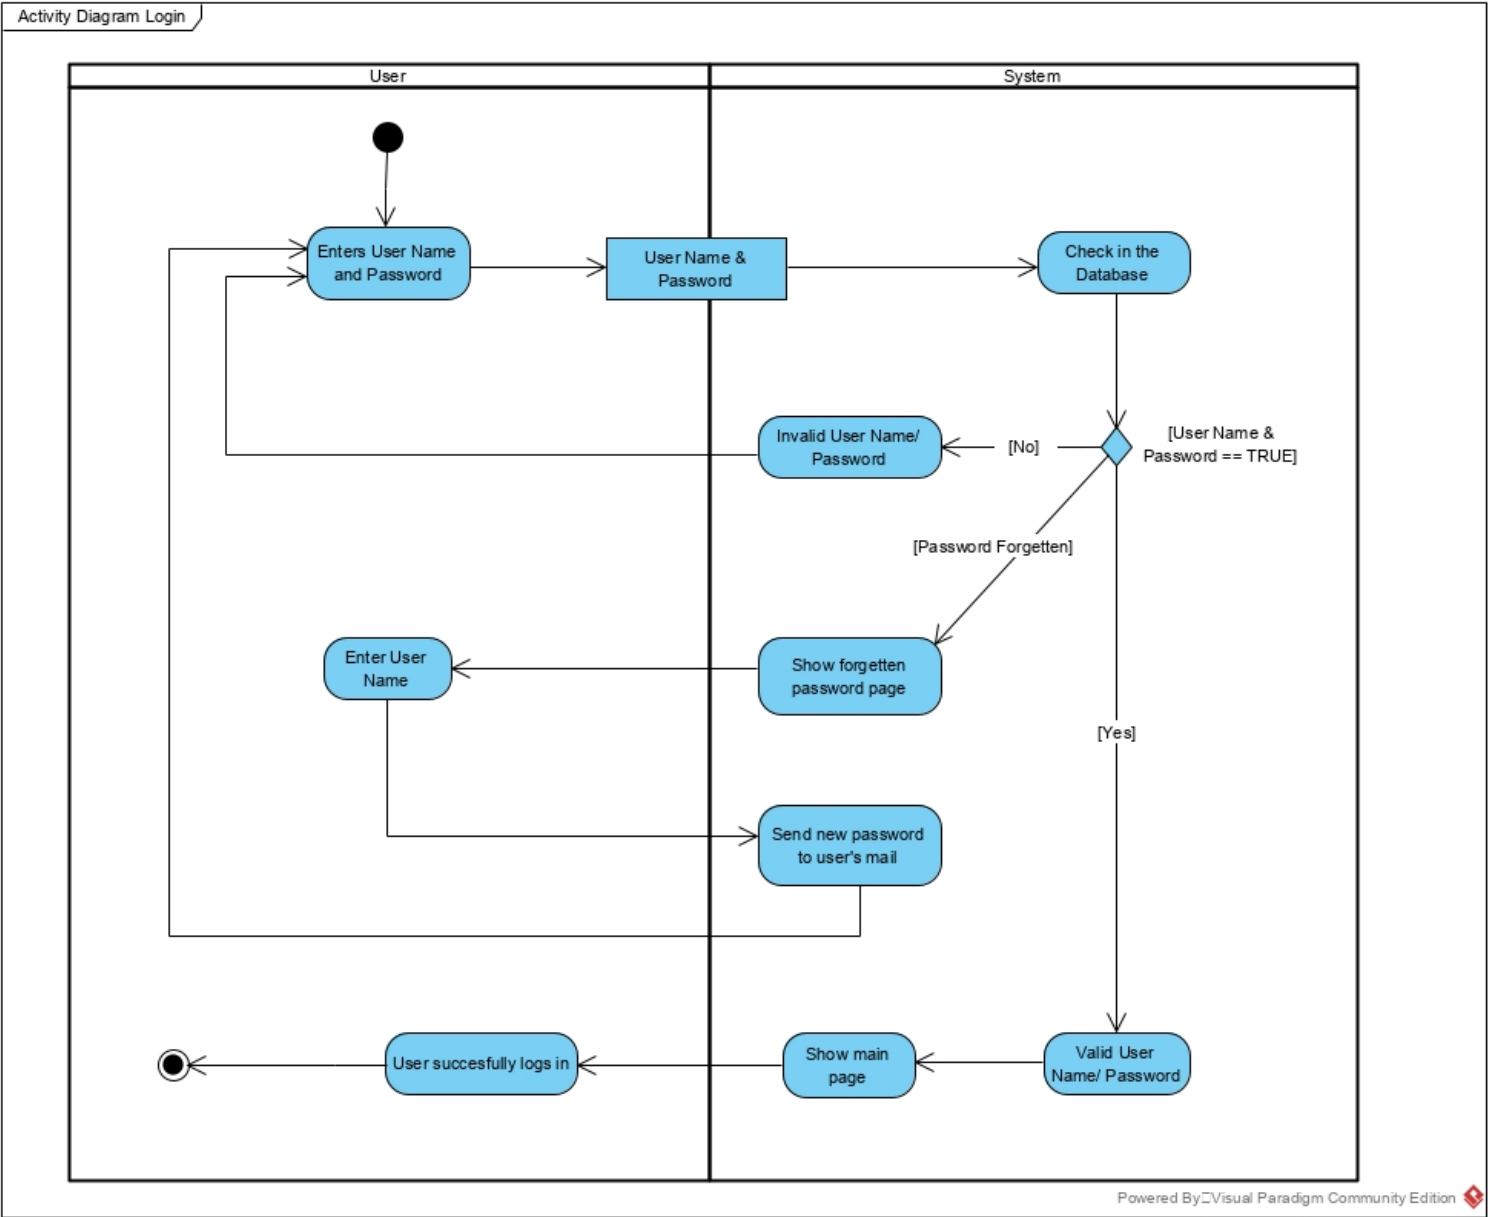 Activity Diagram Login
User
System
Enters User Name
and Password
User Name &
Password
Check in the
Database
Invalid User Name/
Password
[No]
[User Name &
Password == TRUE]
[Password Forgetten]
Enter User
Name
Show forgetten
password page
[Yes]
Send new password
to user's mail
User succesfully logs in
Show main
page
Valid User
Name/ Password
Powered By Visual Paradigm Community Edition